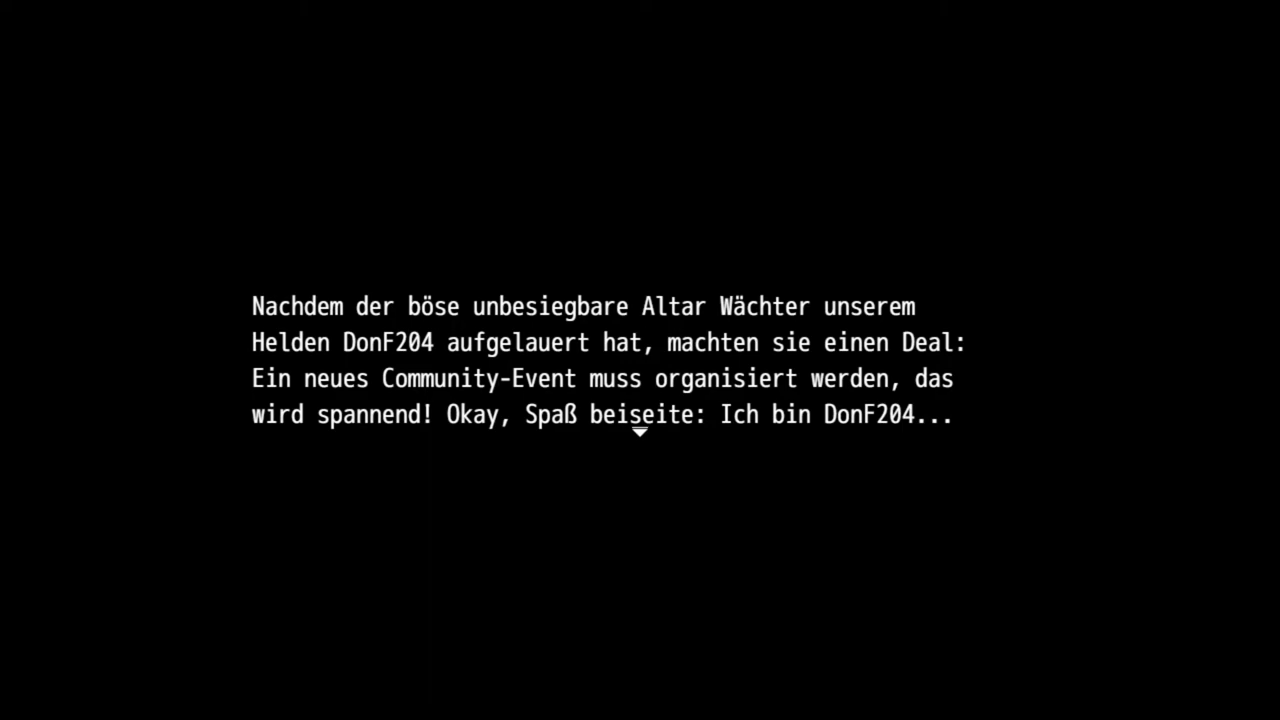 Nachdem der böse unbesiegbare Altar Wächter unserem
Helden DonF204 aufgelauert hat, machten sie einen Deal:
Ein neues Community-Event muss organisiert werden, das
wird spannend! Okay, Spaß beiseite: Ich bin DonF204...